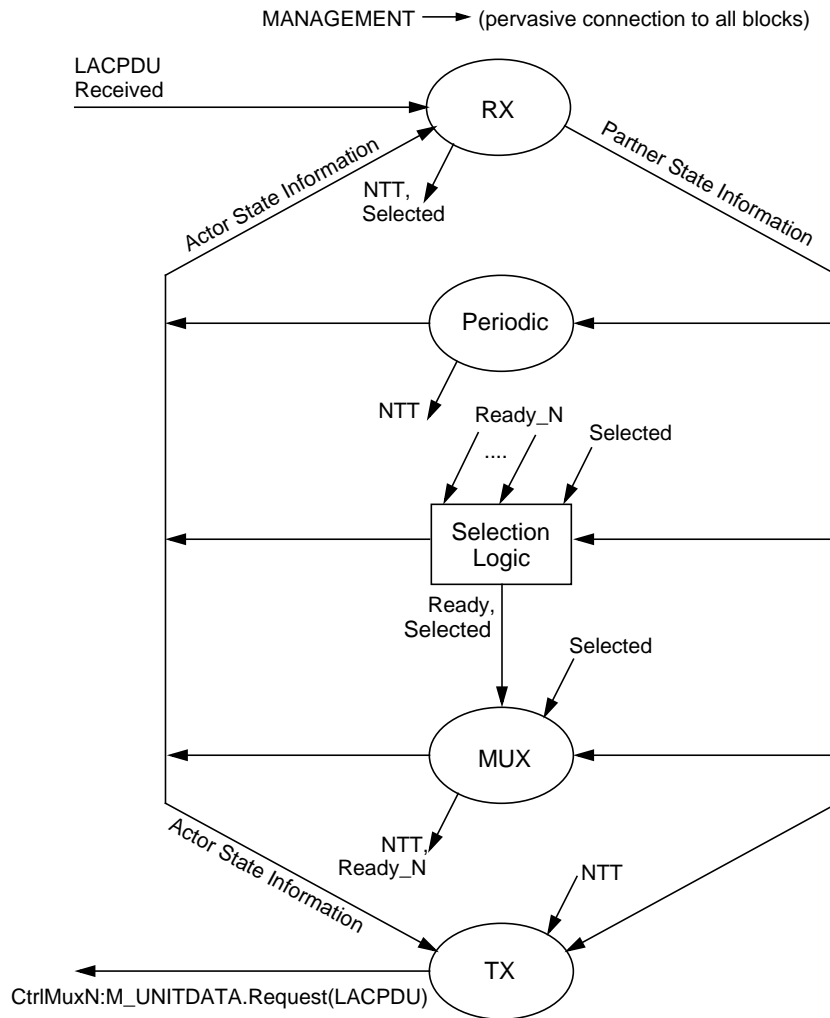 MANAGEMENT (pervasive connection to all blocks)
LACPDU
Received
RX
Actor State Information
Partner State Information
NTT,
Selected
Periodic
NTT
Ready_N
....
Selected
Selection
Logic
Ready,
Selected
Selected
MUX
NTT,
Ready_N
Actor State Information
NTT
TX
CtrlMuxN:M_UNITDATA.Request(LACPDU)